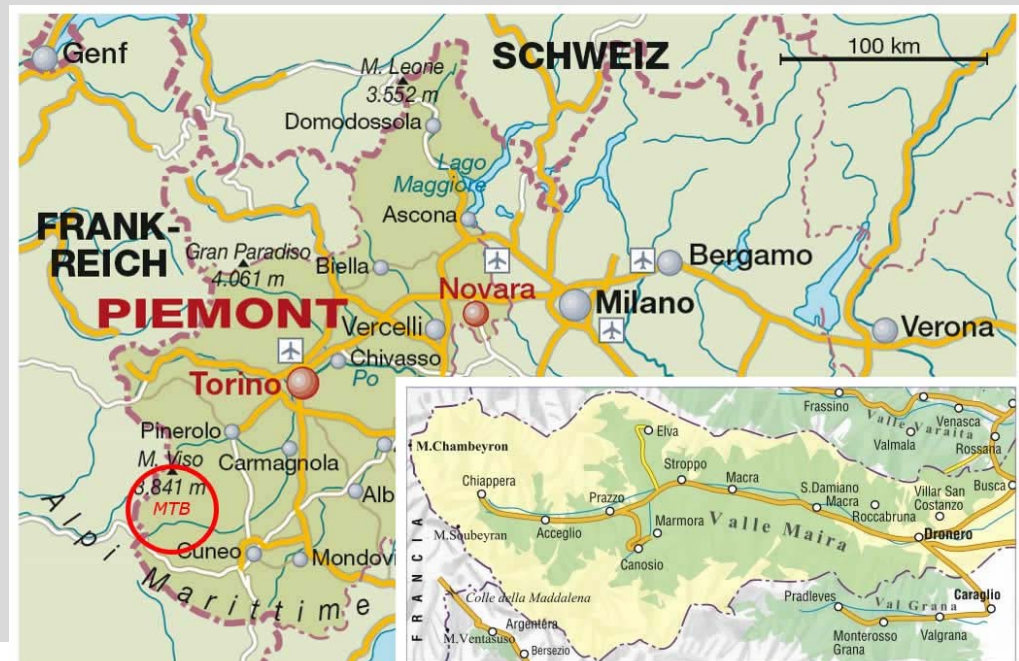 Genf
SCHWEIZ
100 km
M. Leone
3.552 m
Domodossola
Lago
Maggiore
FRANK-
REICH
Ascona
Gran Paradiso
4.061 m
Biella
Bergamo
PIEMONT
Novara
Milano
Vercelli
Verona
Chivasso
Po
Torino
Pinerolo
M. Viso
3.841 m
MTB
Carmagnola
Alb
Cuneo
Mondovi
Alpi Marittime
Frassino
Venasca
Valle Varaita
Valmala
Rossana
Elva
M.Chambeyron
Stroppo
Chiappera
Macra
Prazzo
S.Damiano
Macra
Villar San
Costanzo
Busca
Roccabruna
Marmora
Acceglio
Valle Maira
M.Soubeyran
Dronero
Canosio
FRANCIA
Colle della Maddalena
Pradleves
Caraglio
Val Grana
Argentera
M.Ventasuso
Monterosso
Grana
Valgrana
Bersezio